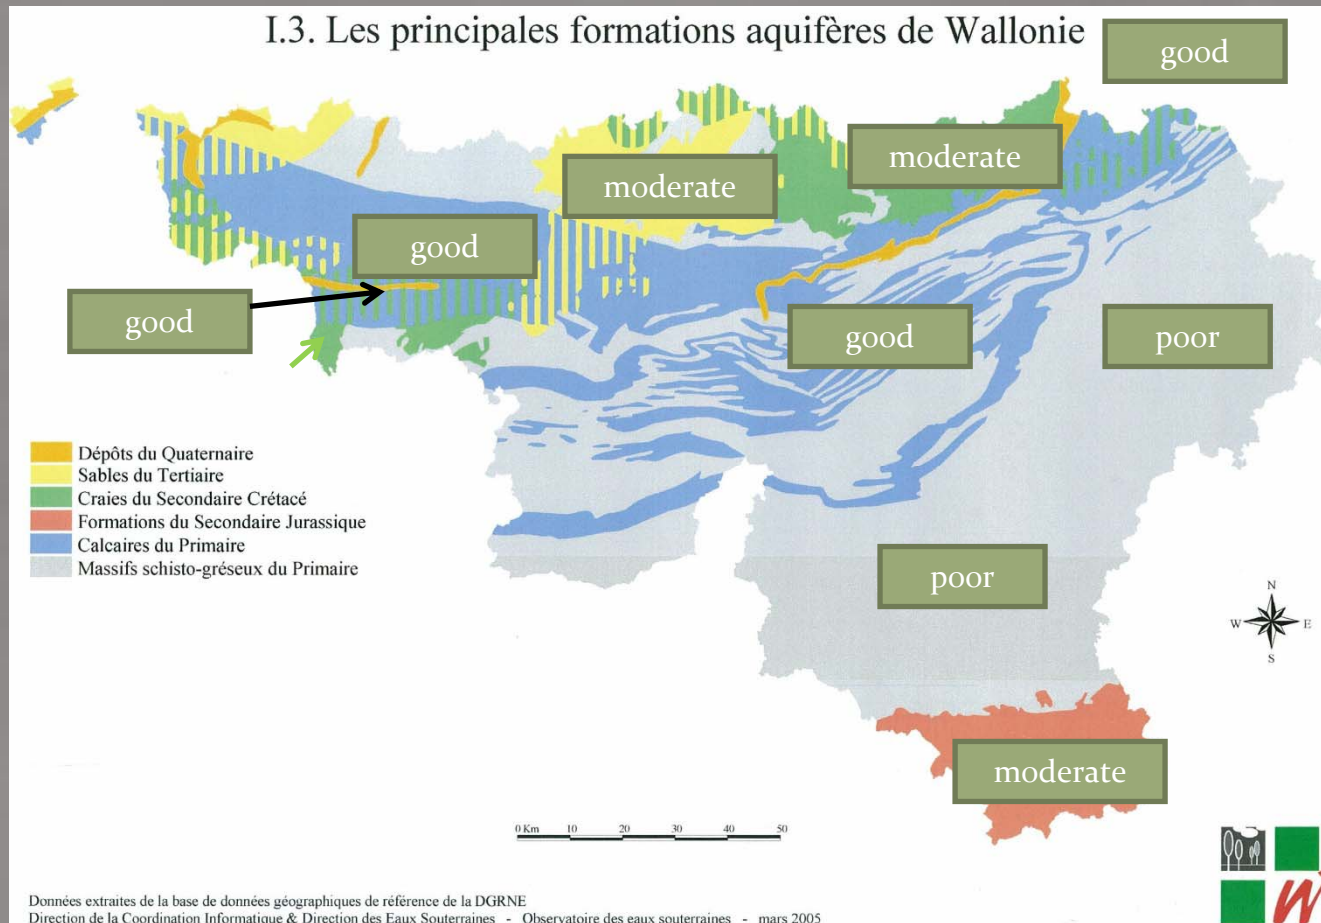 I.3. Les principales formations aquifères de Wallonie
good
moderate
moderate
good
good
good
poor
Dépôts du Quaternaire
Sables du Tertiaire
Craies du Secondaire Crétacé
Formations du Secondaire Jurassique
Calcaires du Primaire
Massifs schisto-gréseux du Primaire
poor
N
W E
S
moderate
0 Km 10 20 30 40 50
Données extraites de la base de données géographiques de référence de la DGRNE
Direction de la Coordination Informatique & Direction des Eaux Souterraines - Observatoire des eaux souterraines - mars 2005